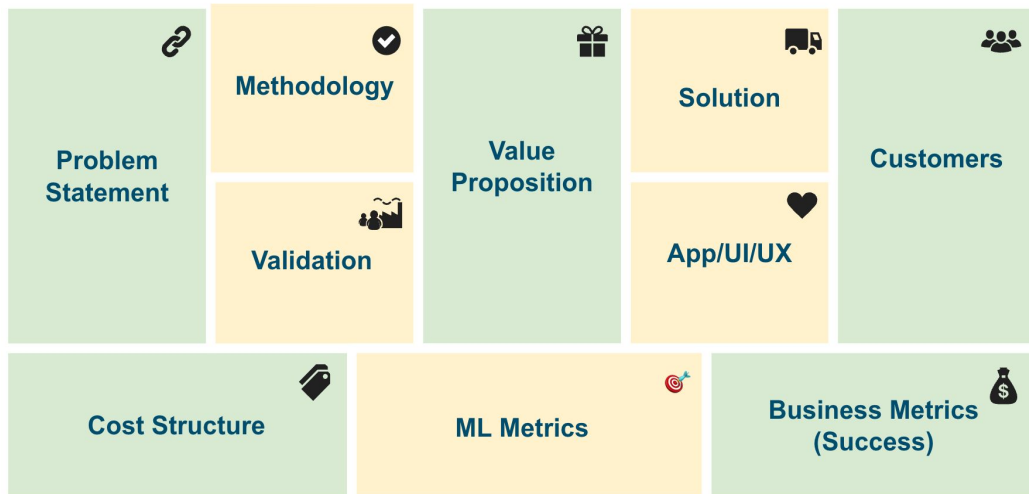 Problem
Statement
Methodology
Validation
Value
Proposition
Solution
App/UI/UX
Customers
Cost Structure
ML Metrics
Business Metrics
(Success)